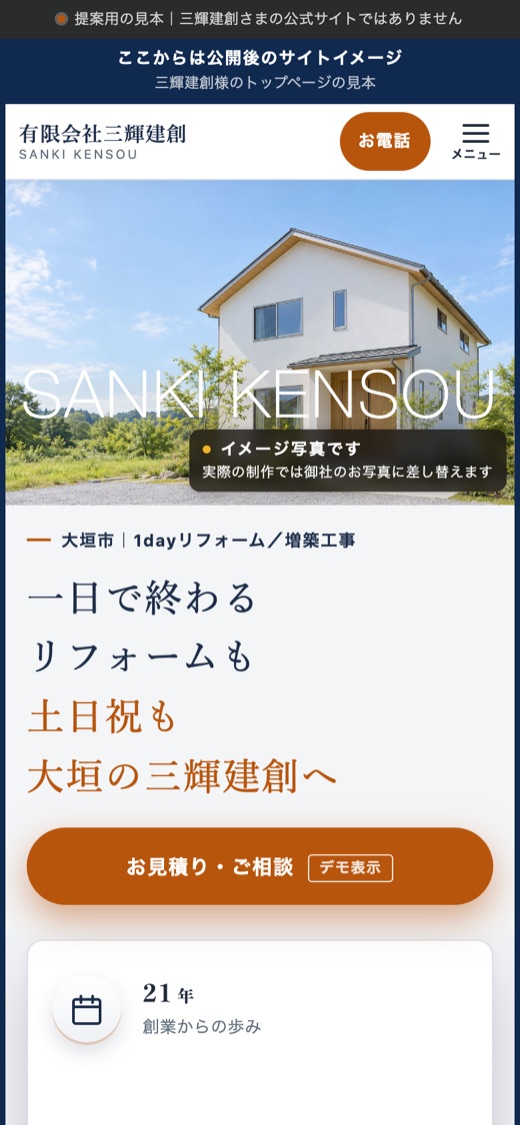 提案用の見本｜三輝建創さまの公式サイトではありません
ここからは公開後のサイトイメージ
三輝建創様のトップページの見本
有限会社三輝建創
SANKI KENSOU
お電話
メニュー
SANKI KENSOU
イメージ写真です
実際の制作では御社のお写真に差し替えます
大垣市｜1dayリフォーム／増築工事
一日で終わる
リフォームも
土日祝も
大垣の三輝建創へ
お見積り・ご相談 デモ表示
21年
創業からの歩み